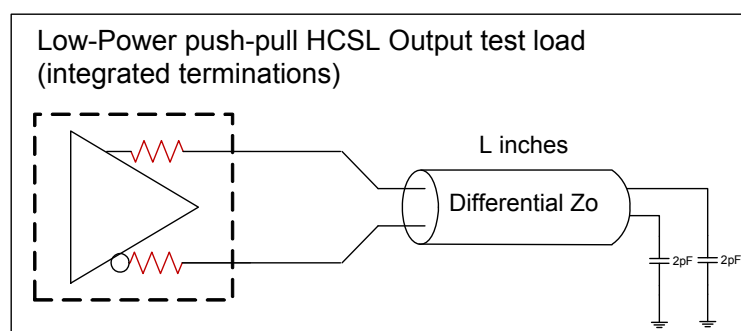 Low-Power push-pull HCSL Output test load
(integrated terminations)
L inches
Differential Zo
2pF
2pF